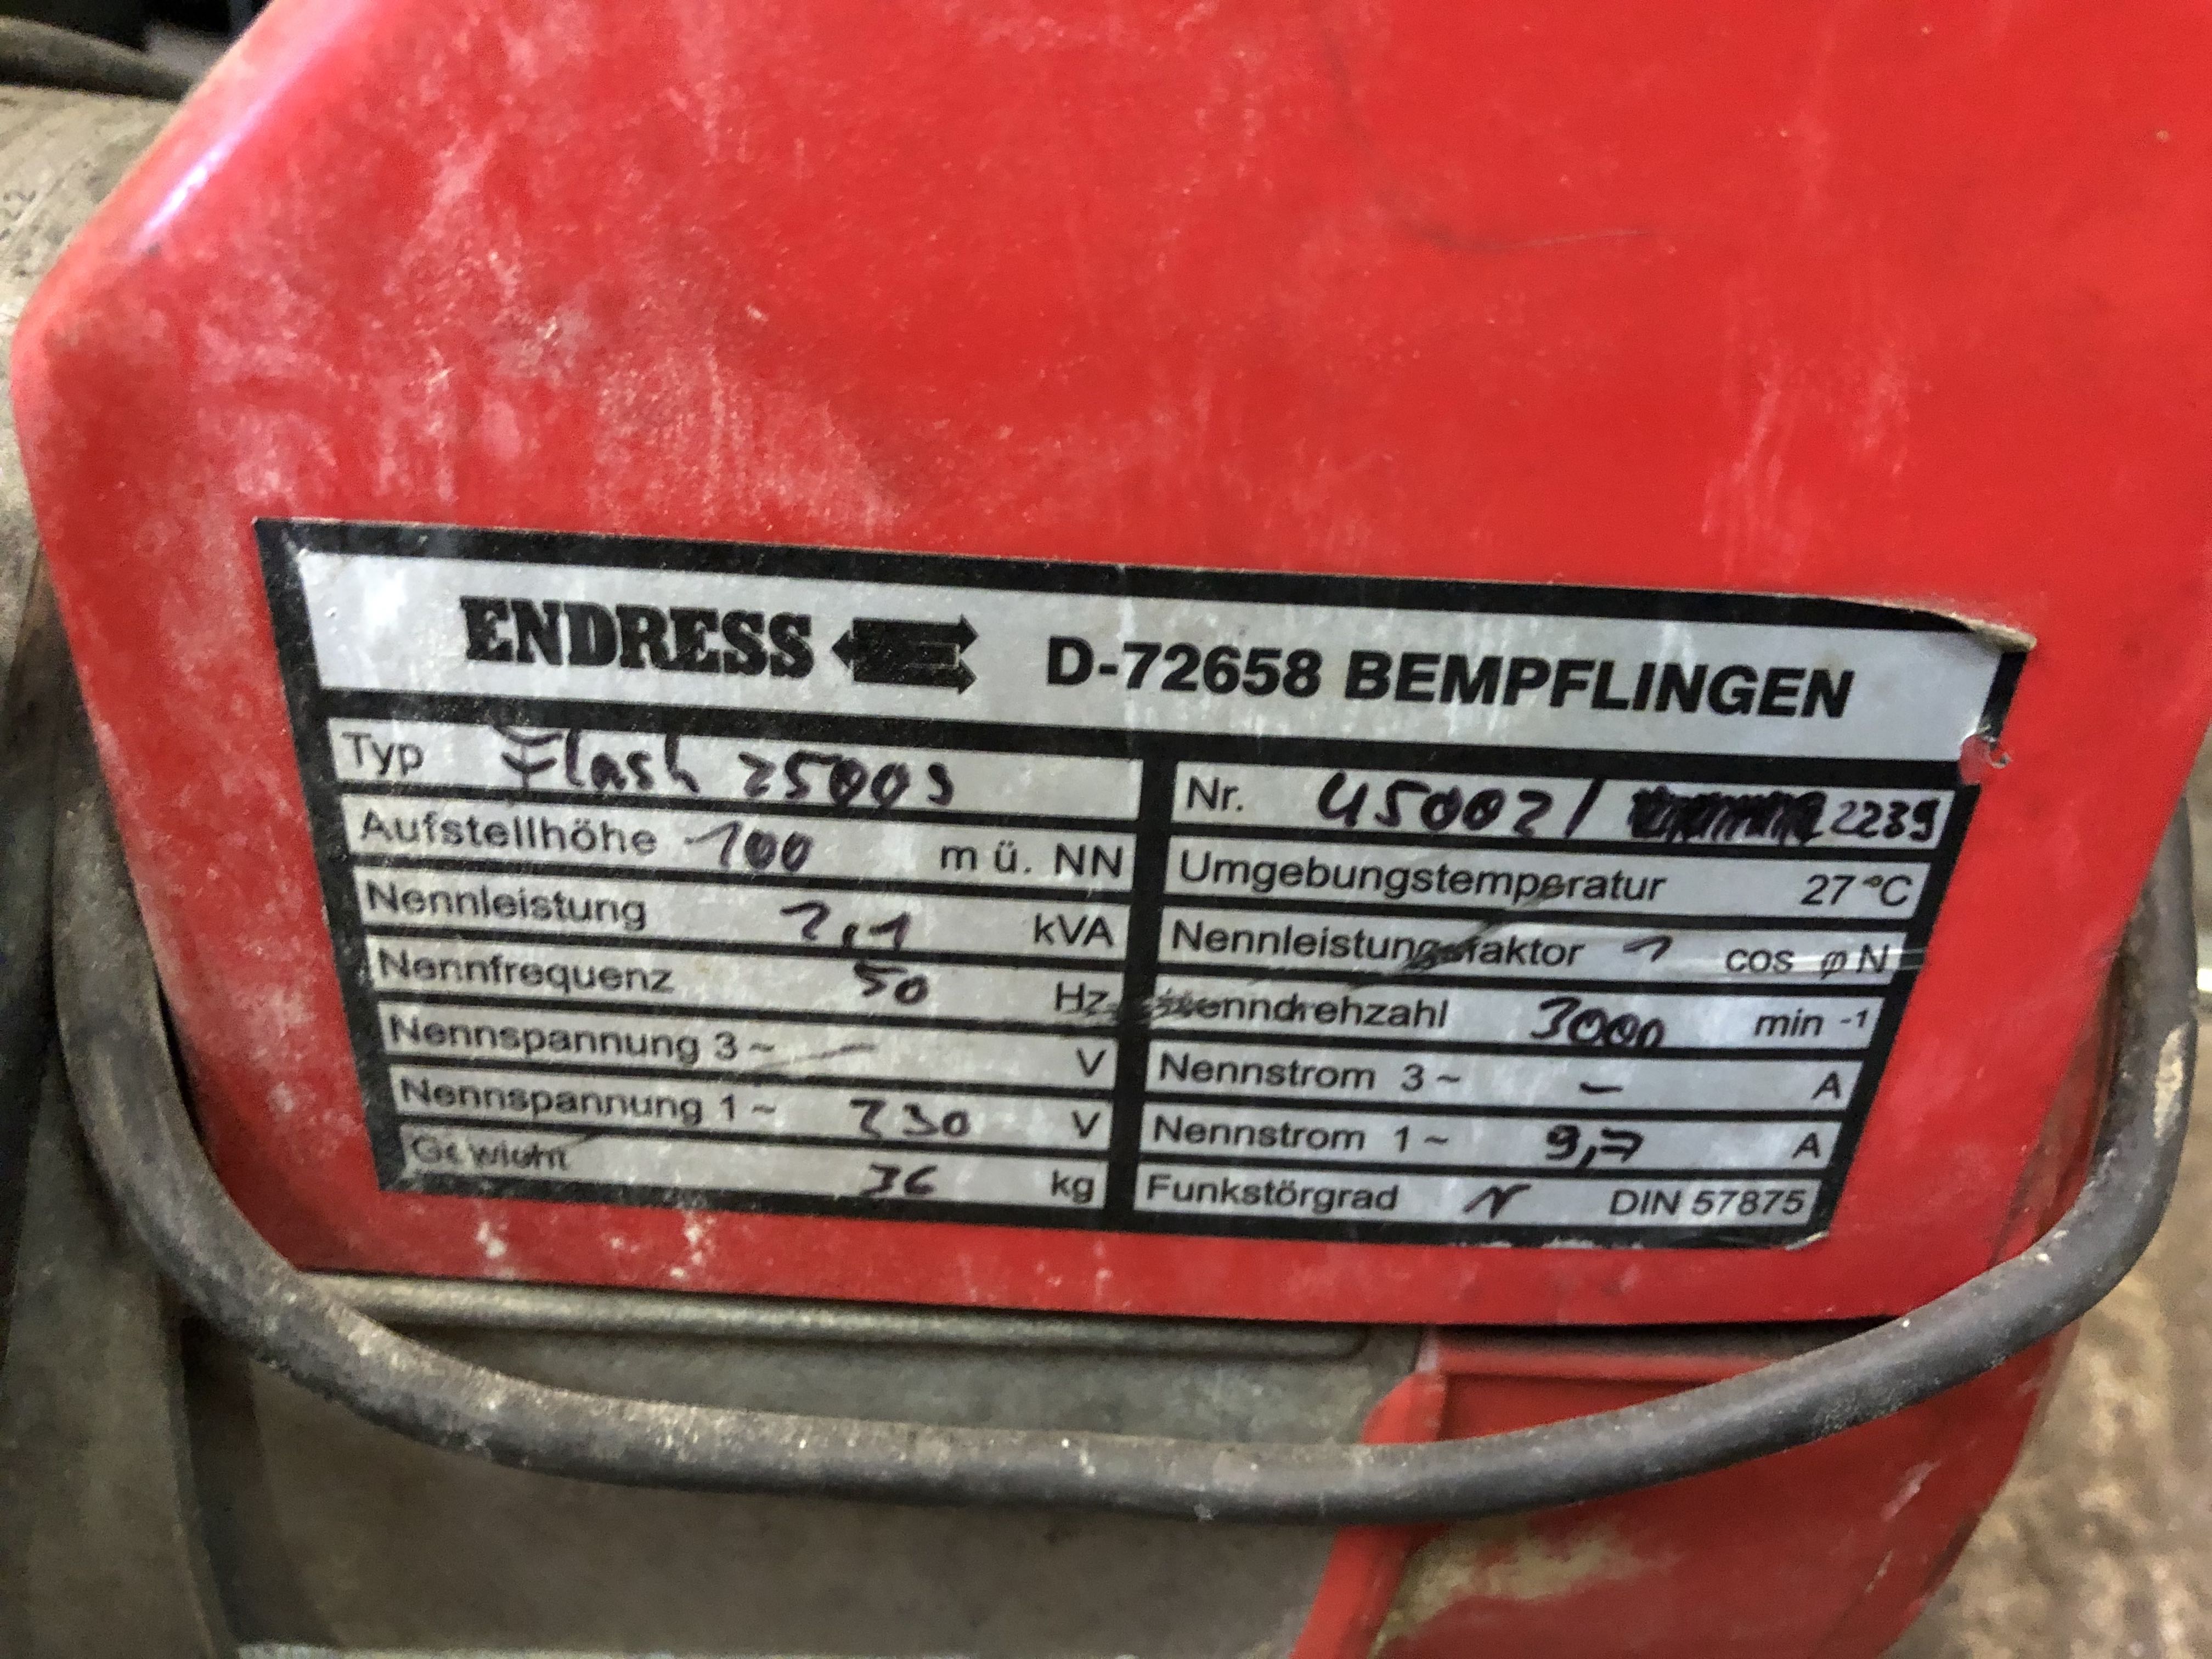 ENDRESS D-72658 BEMPFLINGEN
Typ Flash 2500S
Nr. 45002/ 2239
Aufstellhöhe 100 m ü. NN
Umgebungstemperatur 27°C
Nennleistung 2,1 kVA
Nennleistungsfaktor 1 cos φ N
Nennfrequenz 50 Hz
Nenndrehzahl 3000 min -1
Nennspannung 3~ — V
Nennstrom 3~ – A
Nennspannung 1~ 230 V
Nennstrom 1~ 9,7 A
Gewicht 36 kg
Funkstörgrad N DIN 57875